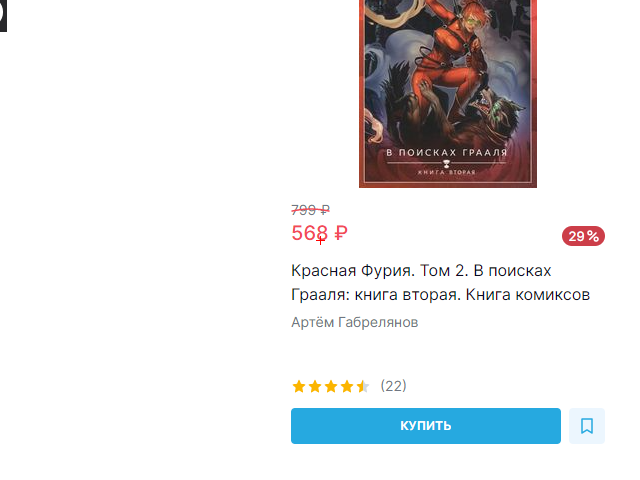 В ПОИСКАХ ГРААЛЯ
КНИГА ВТОРАЯ
799 ₽
568 ₽
29%
Красная Фурия. Том 2. В поисках
Грааля: книга вторая. Книга комиксов
Артём Габрелянов
(22)
КУПИТЬ